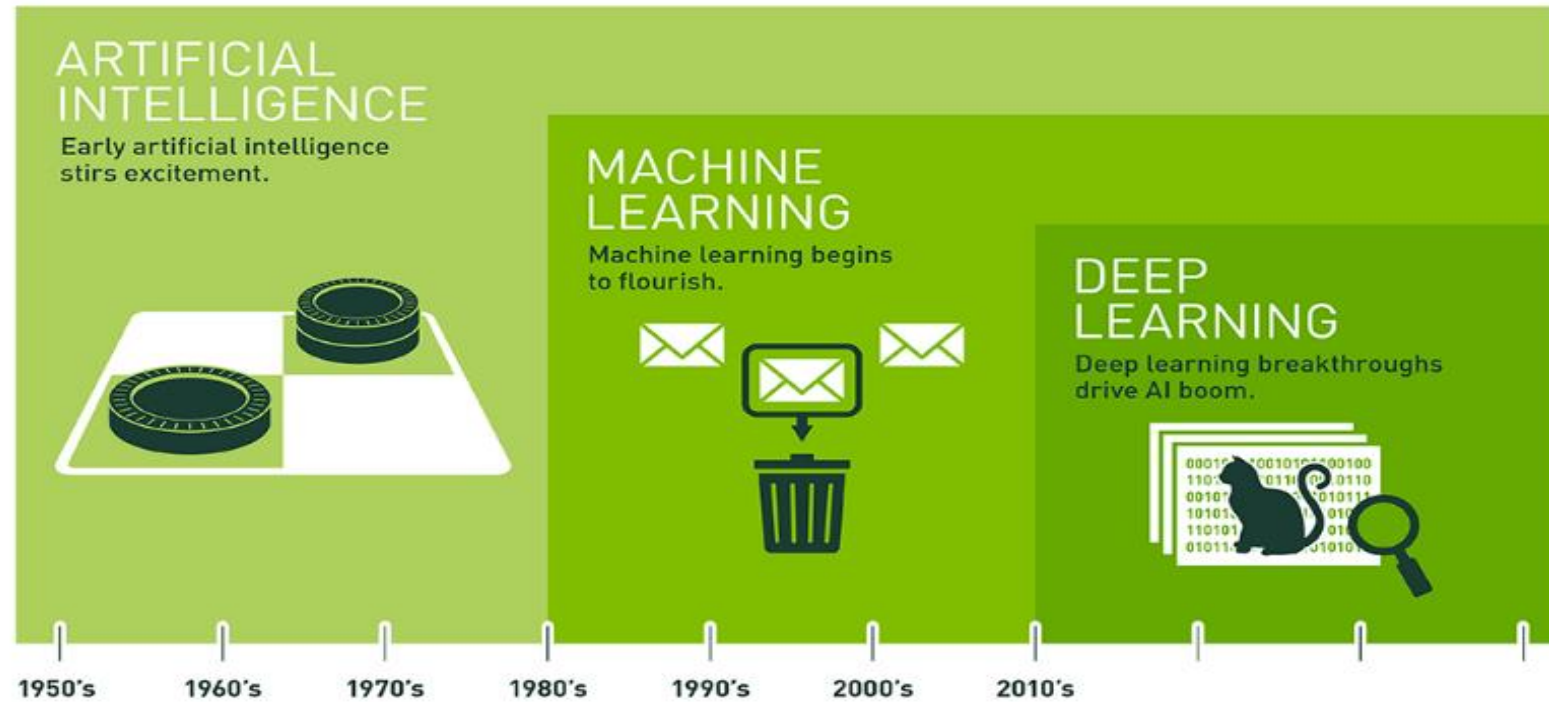 ARTIFICIAL
INTELLIGENCE
Early artificial intelligence
stirs excitement.
MACHINE
LEARNING
Machine learning begins
to flourish.
DEEP
LEARNING
Deep learning breakthroughs
drive AI boom.
1950's 1960's 1970's 1980's 1990's 2000's 2010's